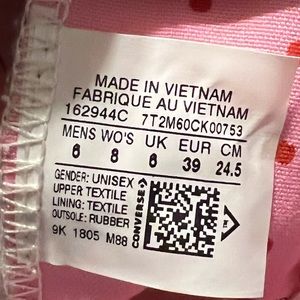 MADE IN VIETNAM
FABRIQUE AU VIETNAM
162944C 7T2M60CK00753
MENS WO'S UK EUR CM
6 8 6 39 24.5
GENDER: UNISEX
UPPER TEXTILE
LINING: TEXTILE
OUTSOLE: RUBBER
9K 1805 M88
CONVERSE